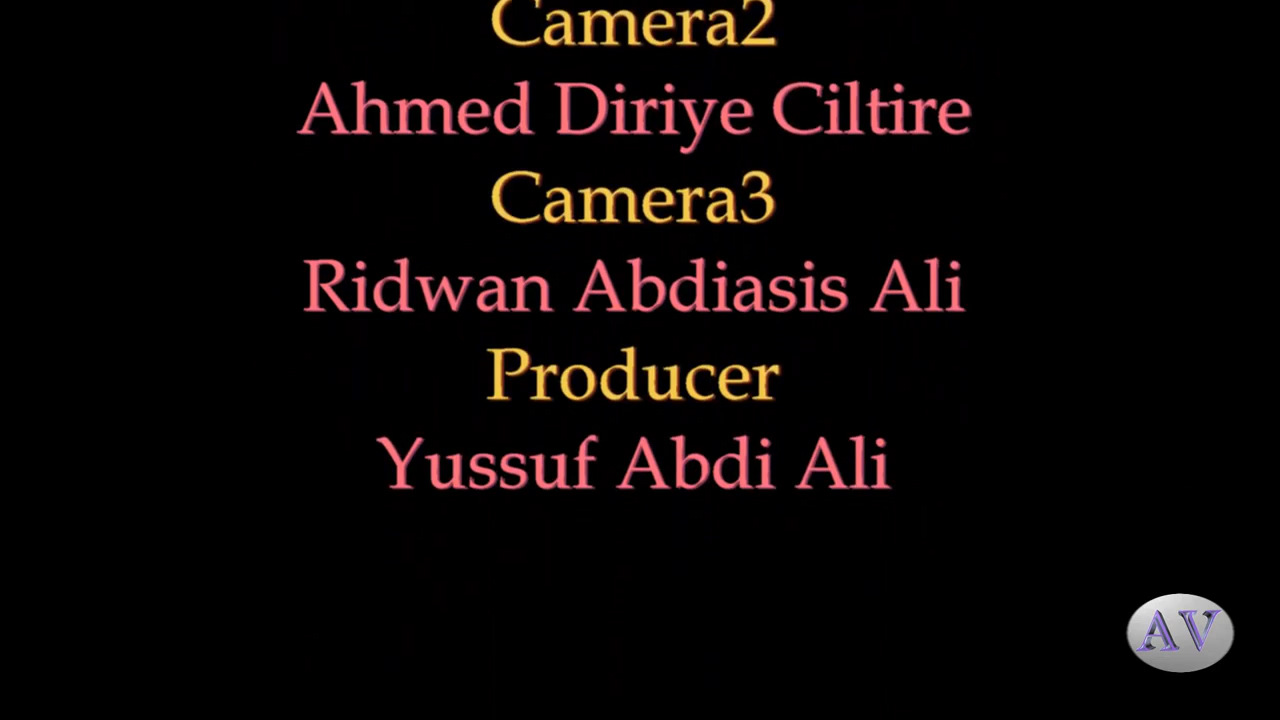 Camera2
Ahmed Diriye Ciltire
Camera3
Ridwan Abdiasis Ali
Producer
Yussuf Abdi Ali
AV